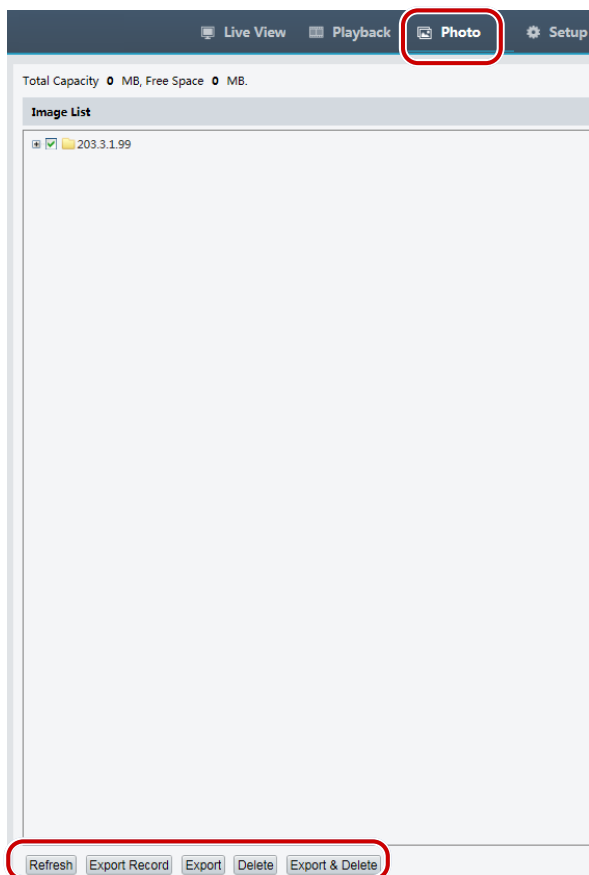 Live View Playback Photo Setup
Total Capacity 0 MB, Free Space 0 MB.
Image List
203.3.1.99
Refresh Export Record Export Delete Export & Delete